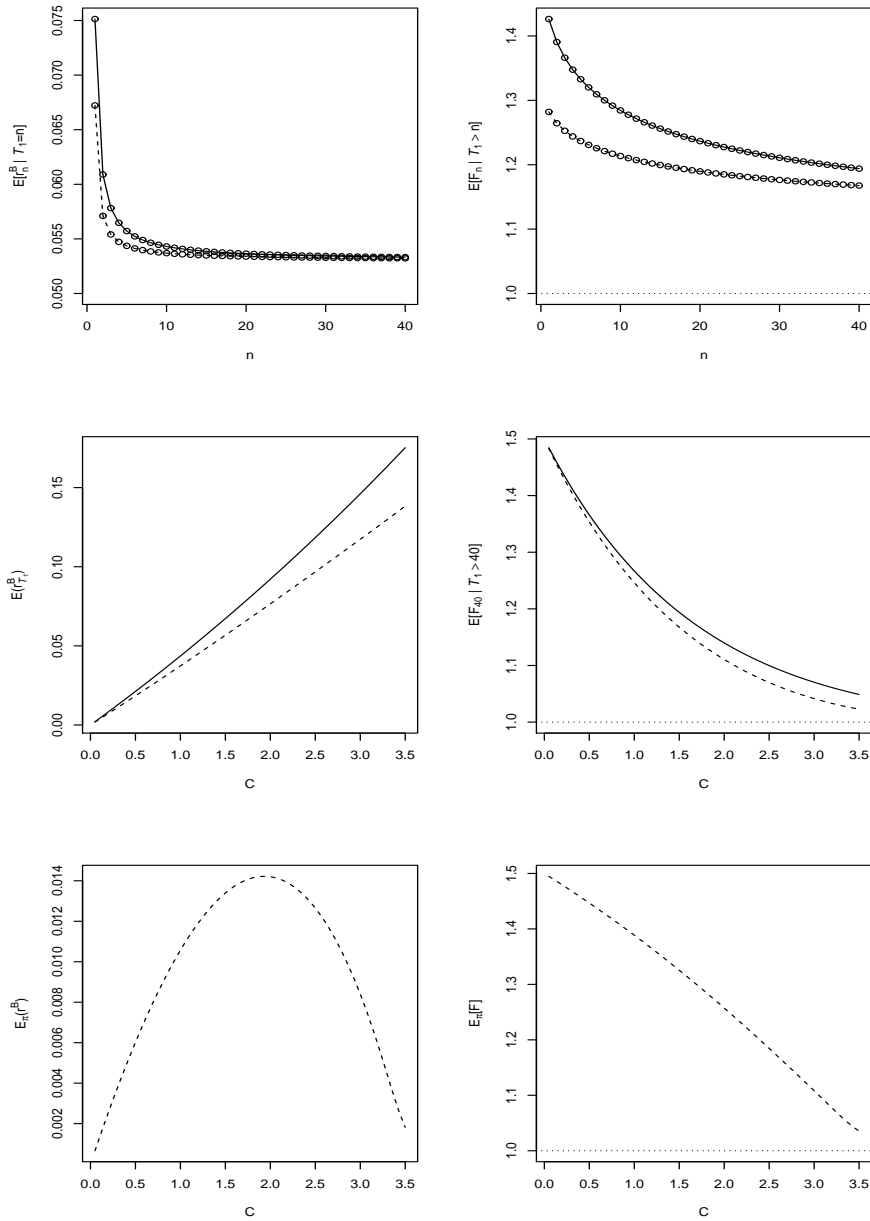 E[r_n^B | T_1=n]
0.050 0.055 0.060 0.065 0.070 0.075
0 10 20 30 40
n
E[F_n | T_1>n]
1.0 1.1 1.2 1.3 1.4
0 10 20 30 40
n
E(r_{T_1}^B)
0.00 0.05 0.10 0.15
0.0 0.5 1.0 1.5 2.0 2.5 3.0 3.5
C
E[F_40 | T_1>40]
1.0 1.1 1.2 1.3 1.4 1.5
0.0 0.5 1.0 1.5 2.0 2.5 3.0 3.5
C
E_π(r^B)
0.002 0.004 0.006 0.008 0.010 0.012 0.014
0.0 0.5 1.0 1.5 2.0 2.5 3.0 3.5
C
E_π[F]
1.0 1.1 1.2 1.3 1.4 1.5
0.0 0.5 1.0 1.5 2.0 2.5 3.0 3.5
C